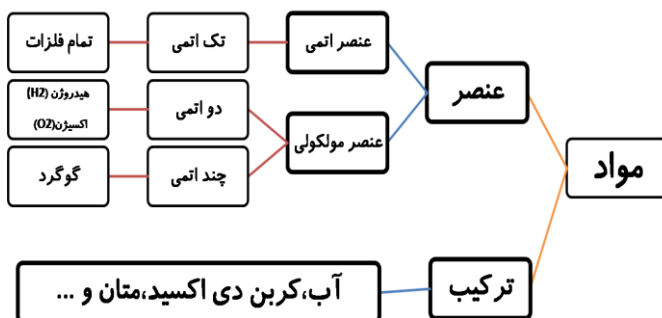 مواد
عنصر
عنصر اتمی
تک اتمی
تمام فلزات
عنصر مولکولی
دو اتمی
هیدروژن (H2)
اکسیژن(O2)
چند اتمی
گوگرد
ترکیب
آب،کربن دی اکسید،متان و ...